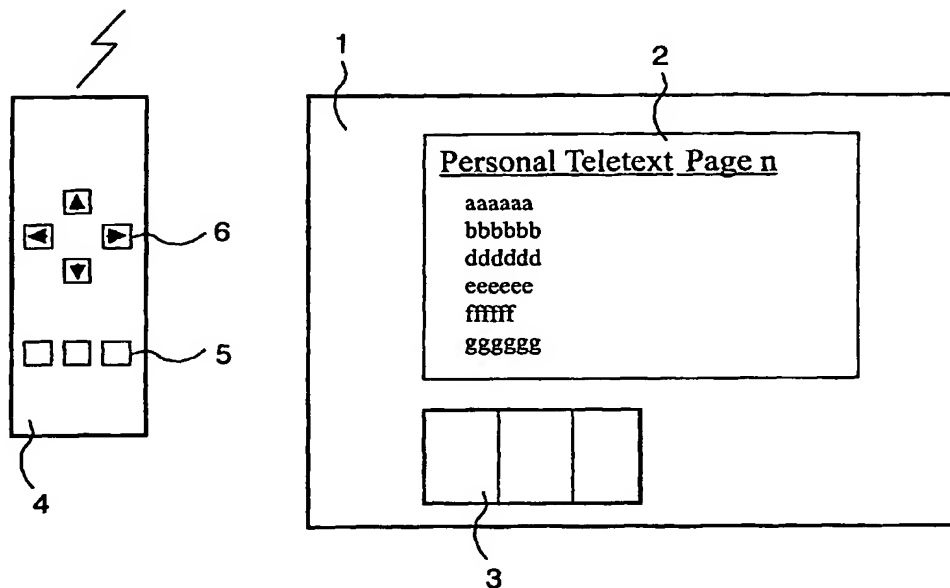 1
2
Personal Teletext Page n
aaaaaa
bbbbbb
dddddd
eeeeee
ffffff
gggggg
6
5
4
3